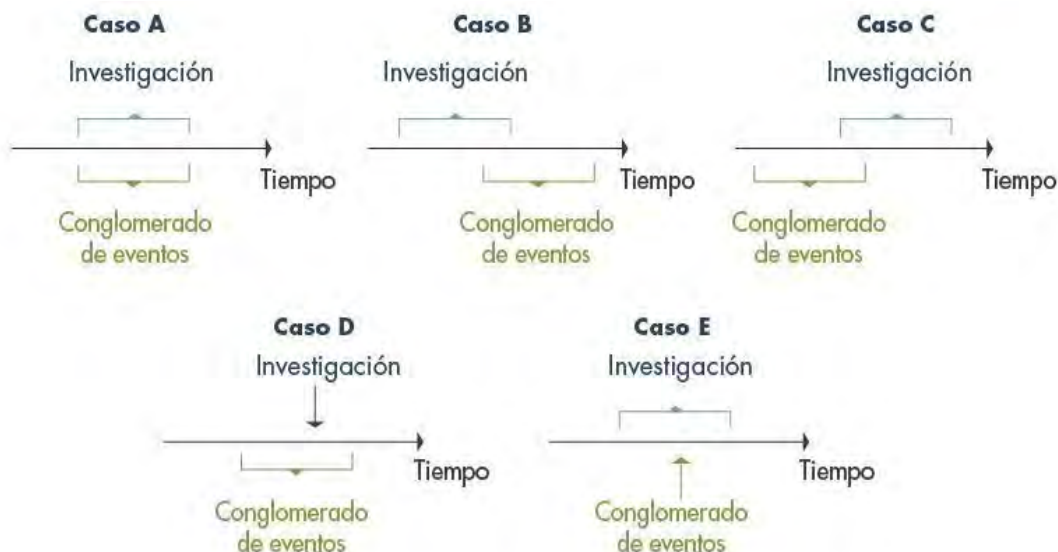 Caso A
Investigación
Tiempo
Conglomerado
de eventos
Caso B
Investigación
Tiempo
Conglomerado
de eventos
Caso C
Investigación
Tiempo
Conglomerado
de eventos
Caso D
Investigación
Tiempo
Conglomerado
de eventos
Caso E
Investigación
Tiempo
Conglomerado
de eventos